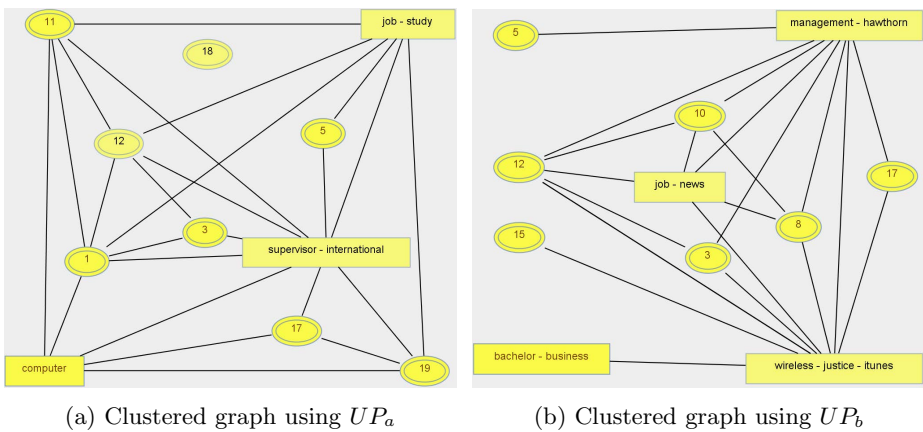 11
job - study
18
12
5
3
supervisor - international
1
17
computer
19
management - hawthorn
5
10
12
17
job - news
8
15
3
bachelor - business
wireless - justice - itunes
(a) Clustered graph using UPa
(b) Clustered graph using UPb